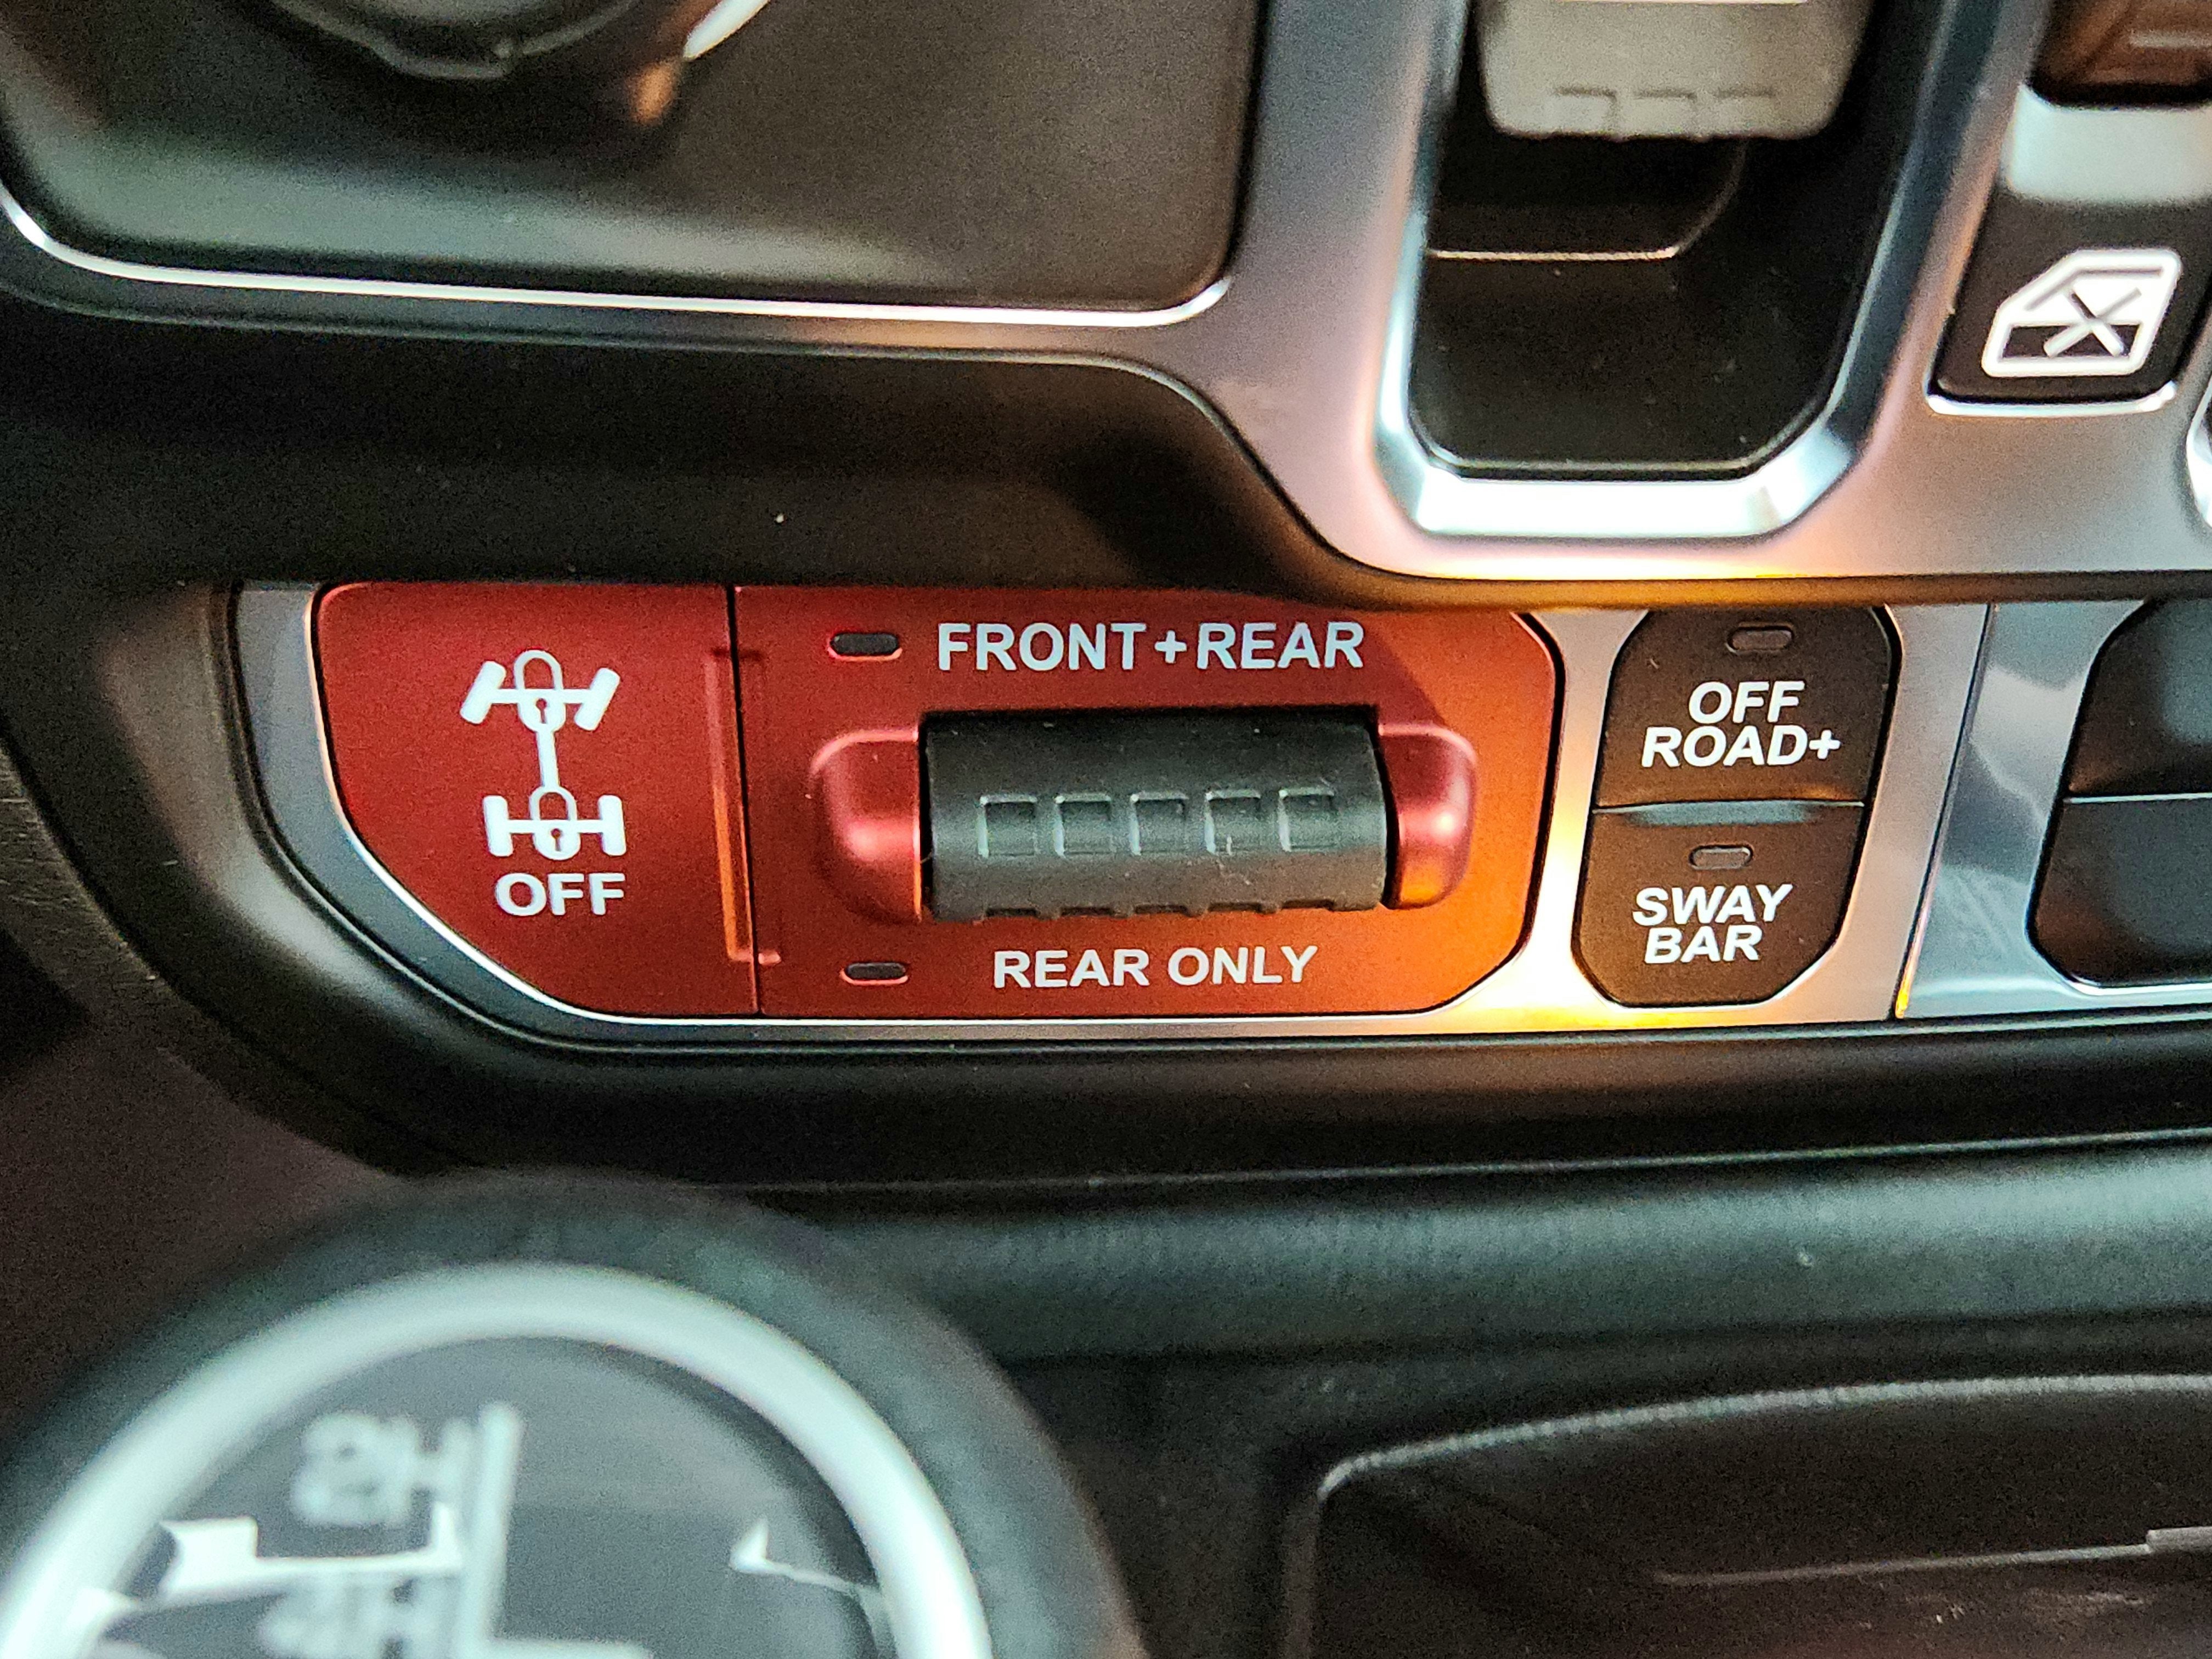 FRONT+REAR
OFF
REAR ONLY
OFF
ROAD+
SWAY
BAR